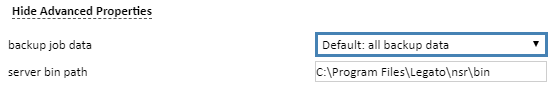 Hide Advanced Properties
backup job data Default: all backup data
server bin path C:\Program Files\Legato\nsr\bin